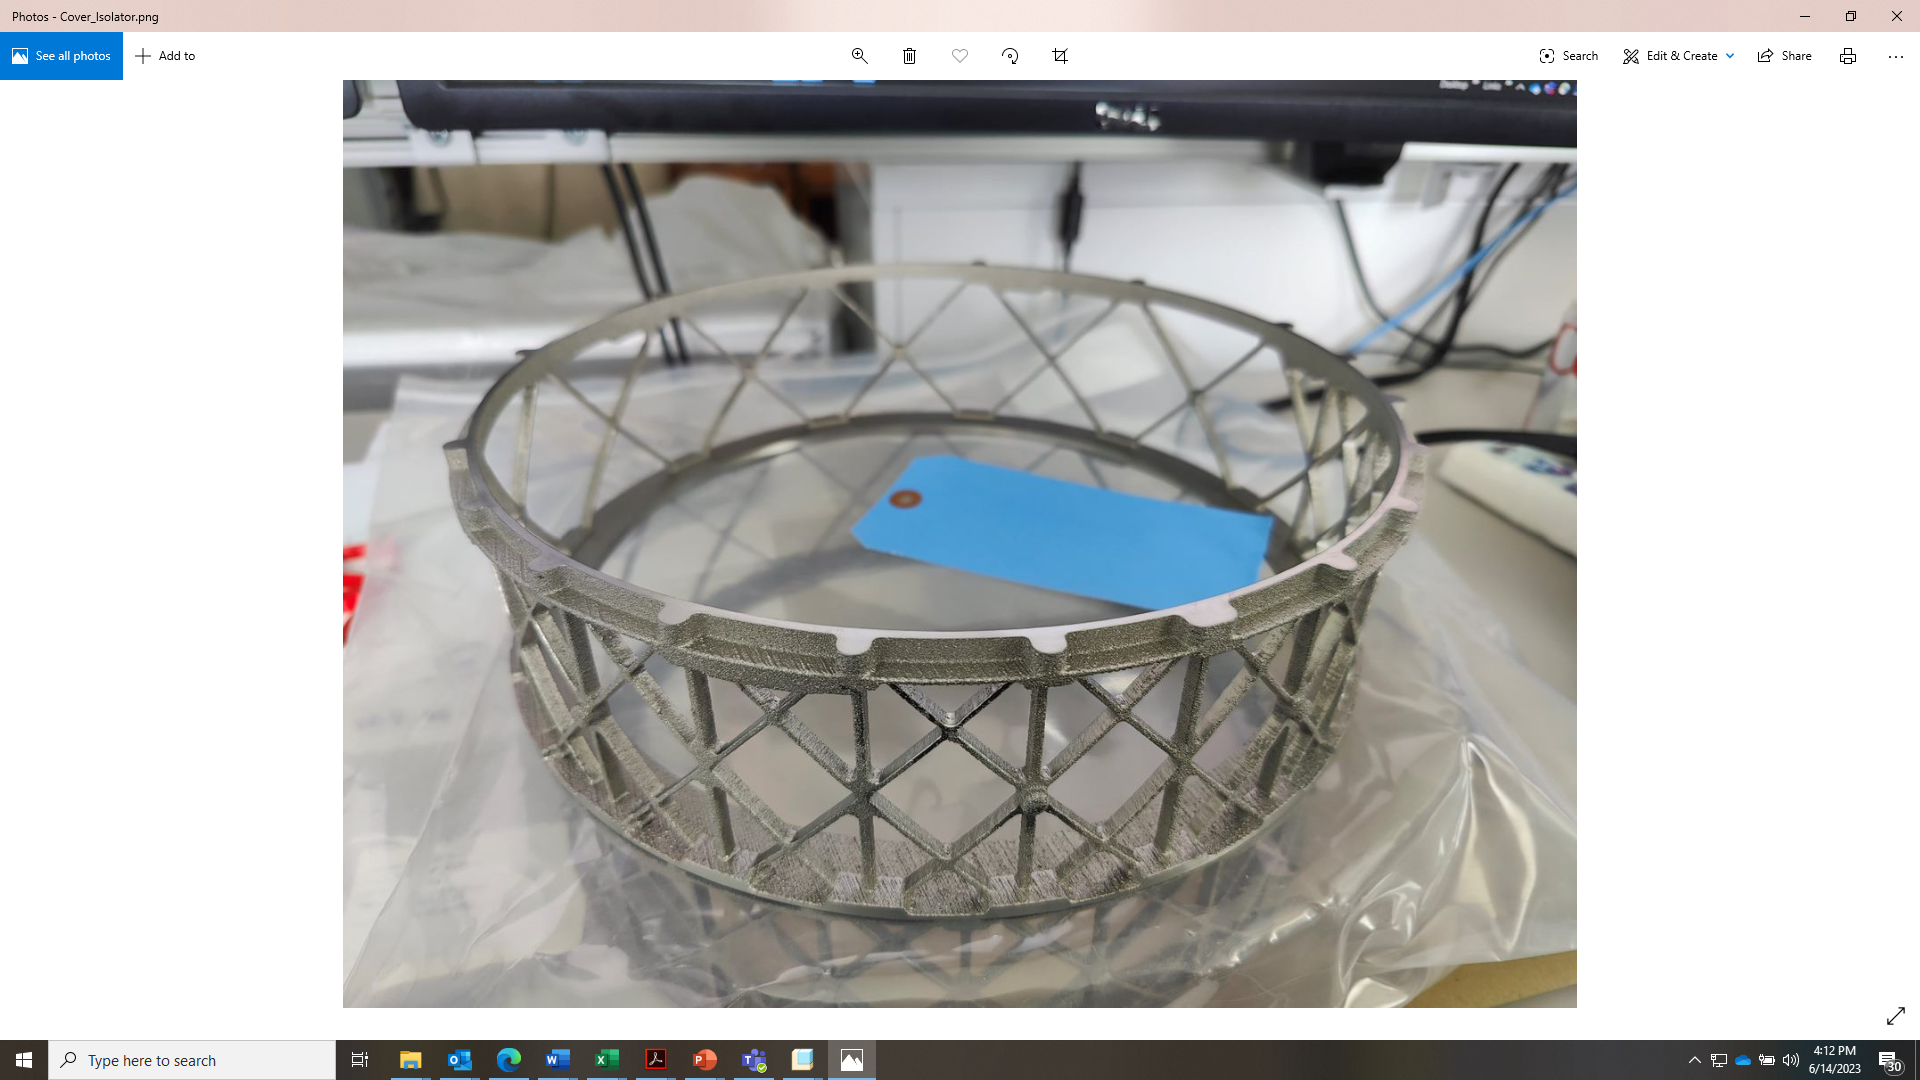 Photos - Cover_Isolator.png
See all photos
Add to
Search
Edit & Create
Share
Type here to search
4:12 PM
6/14/2023
30